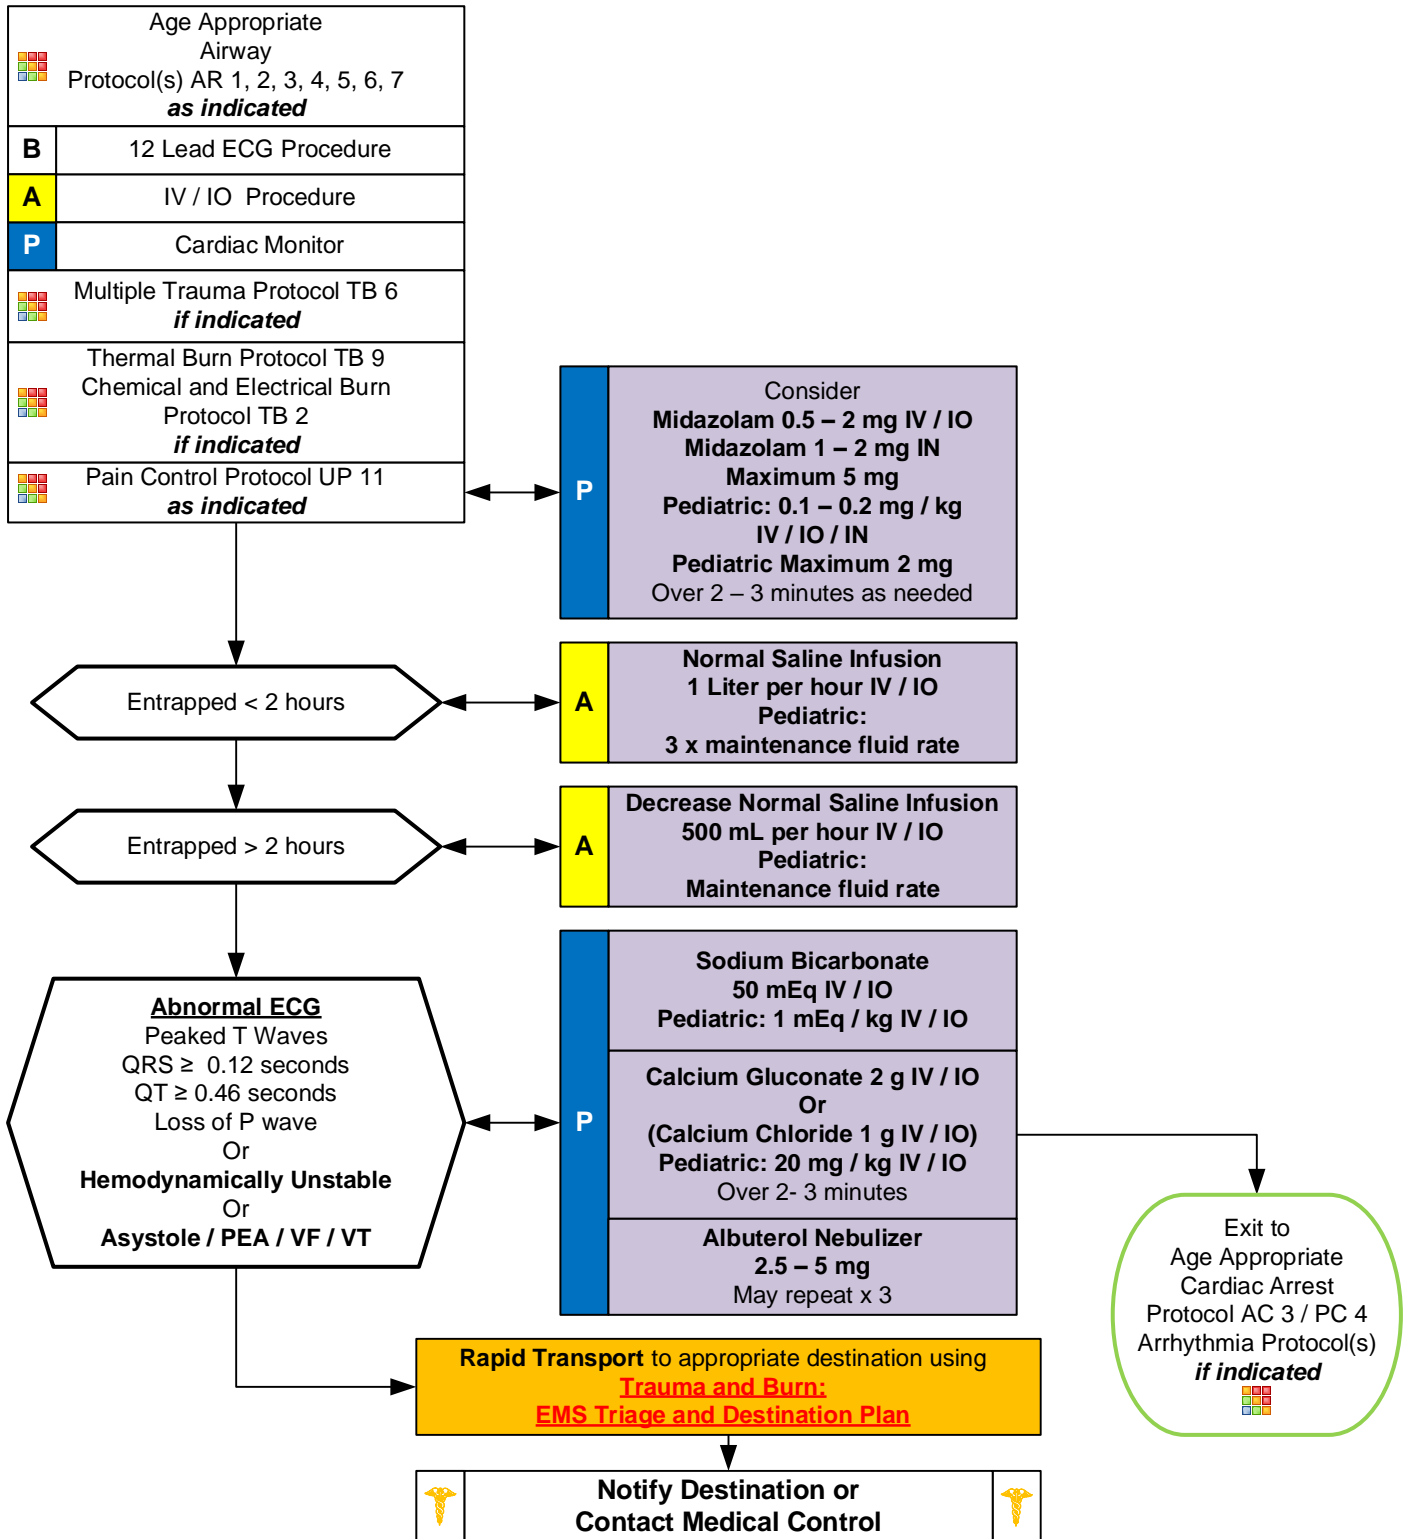 Age Appropriate
Airway
Protocol(s) AR 1, 2, 3, 4, 5, 6, 7
as indicated
B
12 Lead ECG Procedure
A
IV / IO Procedure
P
Cardiac Monitor
Multiple Trauma Protocol TB 6
if indicated
Thermal Burn Protocol TB 9
Chemical and Electrical Burn
Protocol TB 2
if indicated
Pain Control Protocol UP 11
as indicated
P
Consider
Midazolam 0.5 – 2 mg IV / IO
Midazolam 1 – 2 mg IN
Maximum 5 mg
Pediatric: 0.1 – 0.2 mg / kg
IV / IO / IN
Pediatric Maximum 2 mg
Over 2 – 3 minutes as needed
Entrapped < 2 hours
A
Normal Saline Infusion
1 Liter per hour IV / IO
Pediatric:
3 x maintenance fluid rate
Entrapped > 2 hours
A
Decrease Normal Saline Infusion
500 mL per hour IV / IO
Pediatric:
Maintenance fluid rate
Abnormal ECG
Peaked T Waves
QRS ≥ 0.12 seconds
QT ≥ 0.46 seconds
Loss of P wave
Or
Hemodynamically Unstable
Or
Asystole / PEA / VF / VT
P
Sodium Bicarbonate
50 mEq IV / IO
Pediatric: 1 mEq / kg IV / IO
Calcium Gluconate 2 g IV / IO
Or
(Calcium Chloride 1 g IV / IO)
Pediatric: 20 mg / kg IV / IO
Over 2- 3 minutes
Albuterol Nebulizer
2.5 – 5 mg
May repeat x 3
Exit to
Age Appropriate
Cardiac Arrest
Protocol AC 3 / PC 4
Arrhythmia Protocol(s)
if indicated
Rapid Transport to appropriate destination using
Trauma and Burn:
EMS Triage and Destination Plan
Notify Destination or
Contact Medical Control